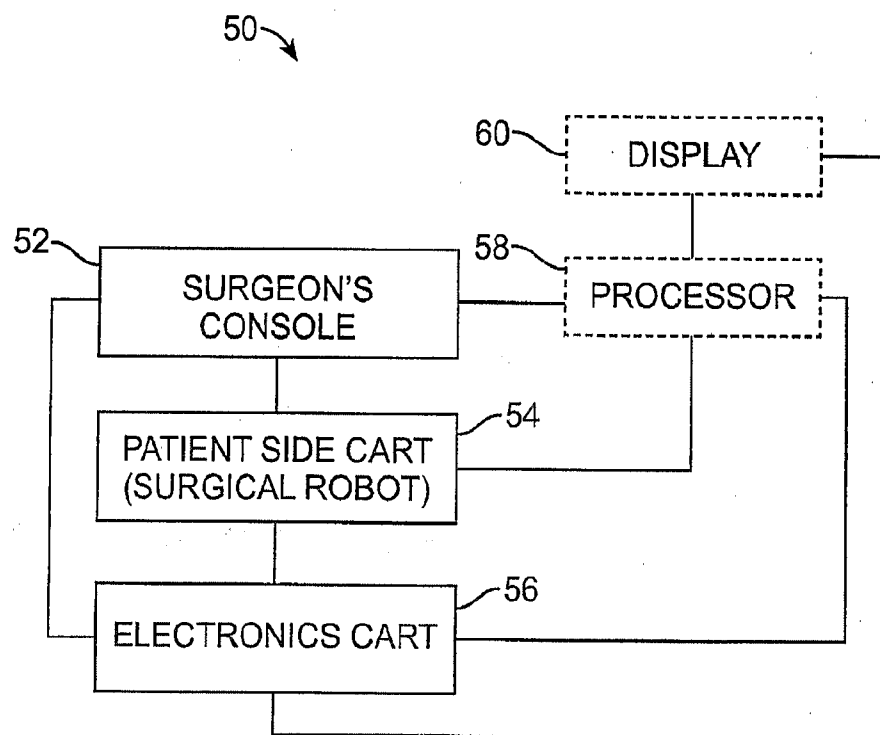 50
60
DISPLAY
52
58
SURGEON'S
CONSOLE
PROCESSOR
54
PATIENT SIDE CART
(SURGICAL ROBOT)
56
ELECTRONICS CART